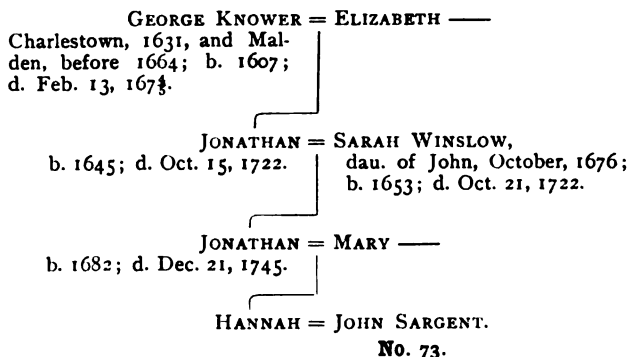 GEORGE KNOWER = ELIZABETH ——
Charlestown, 1631, and Mal-
den, before 1664; b. 1607;
d. Feb. 13, 167⅘.
JONATHAN = SARAH WINSLOW,
b. 1645; d. Oct. 15, 1722.
dau. of John, October, 1676;
b. 1653; d. Oct. 21, 1722.
JONATHAN = MARY ——
b. 1682; d. Dec. 21, 1745.
HANNAH = JOHN SARGENT.
No. 73.